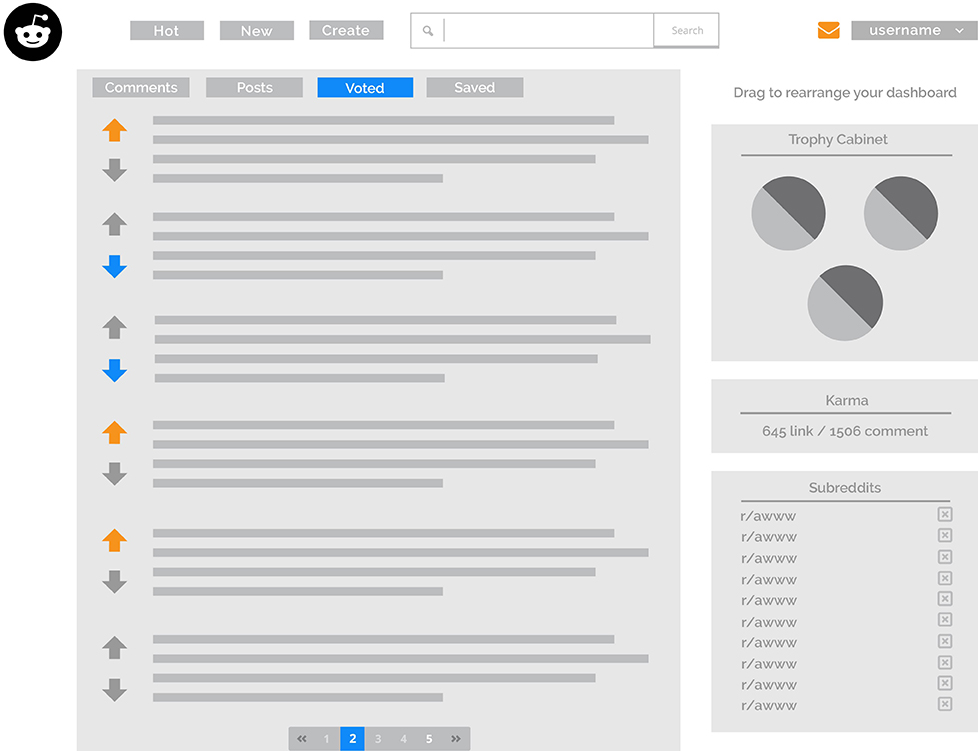 Hot New Create Search username
Comments Posts Voted Saved
Drag to rearrange your dashboard
Trophy Cabinet
Karma
645 link / 1506 comment
Subreddits
r/awww
r/awww
r/awww
r/awww
r/awww
r/awww
r/awww
r/awww
r/awww
r/awww
« 1 2 3 4 5 »